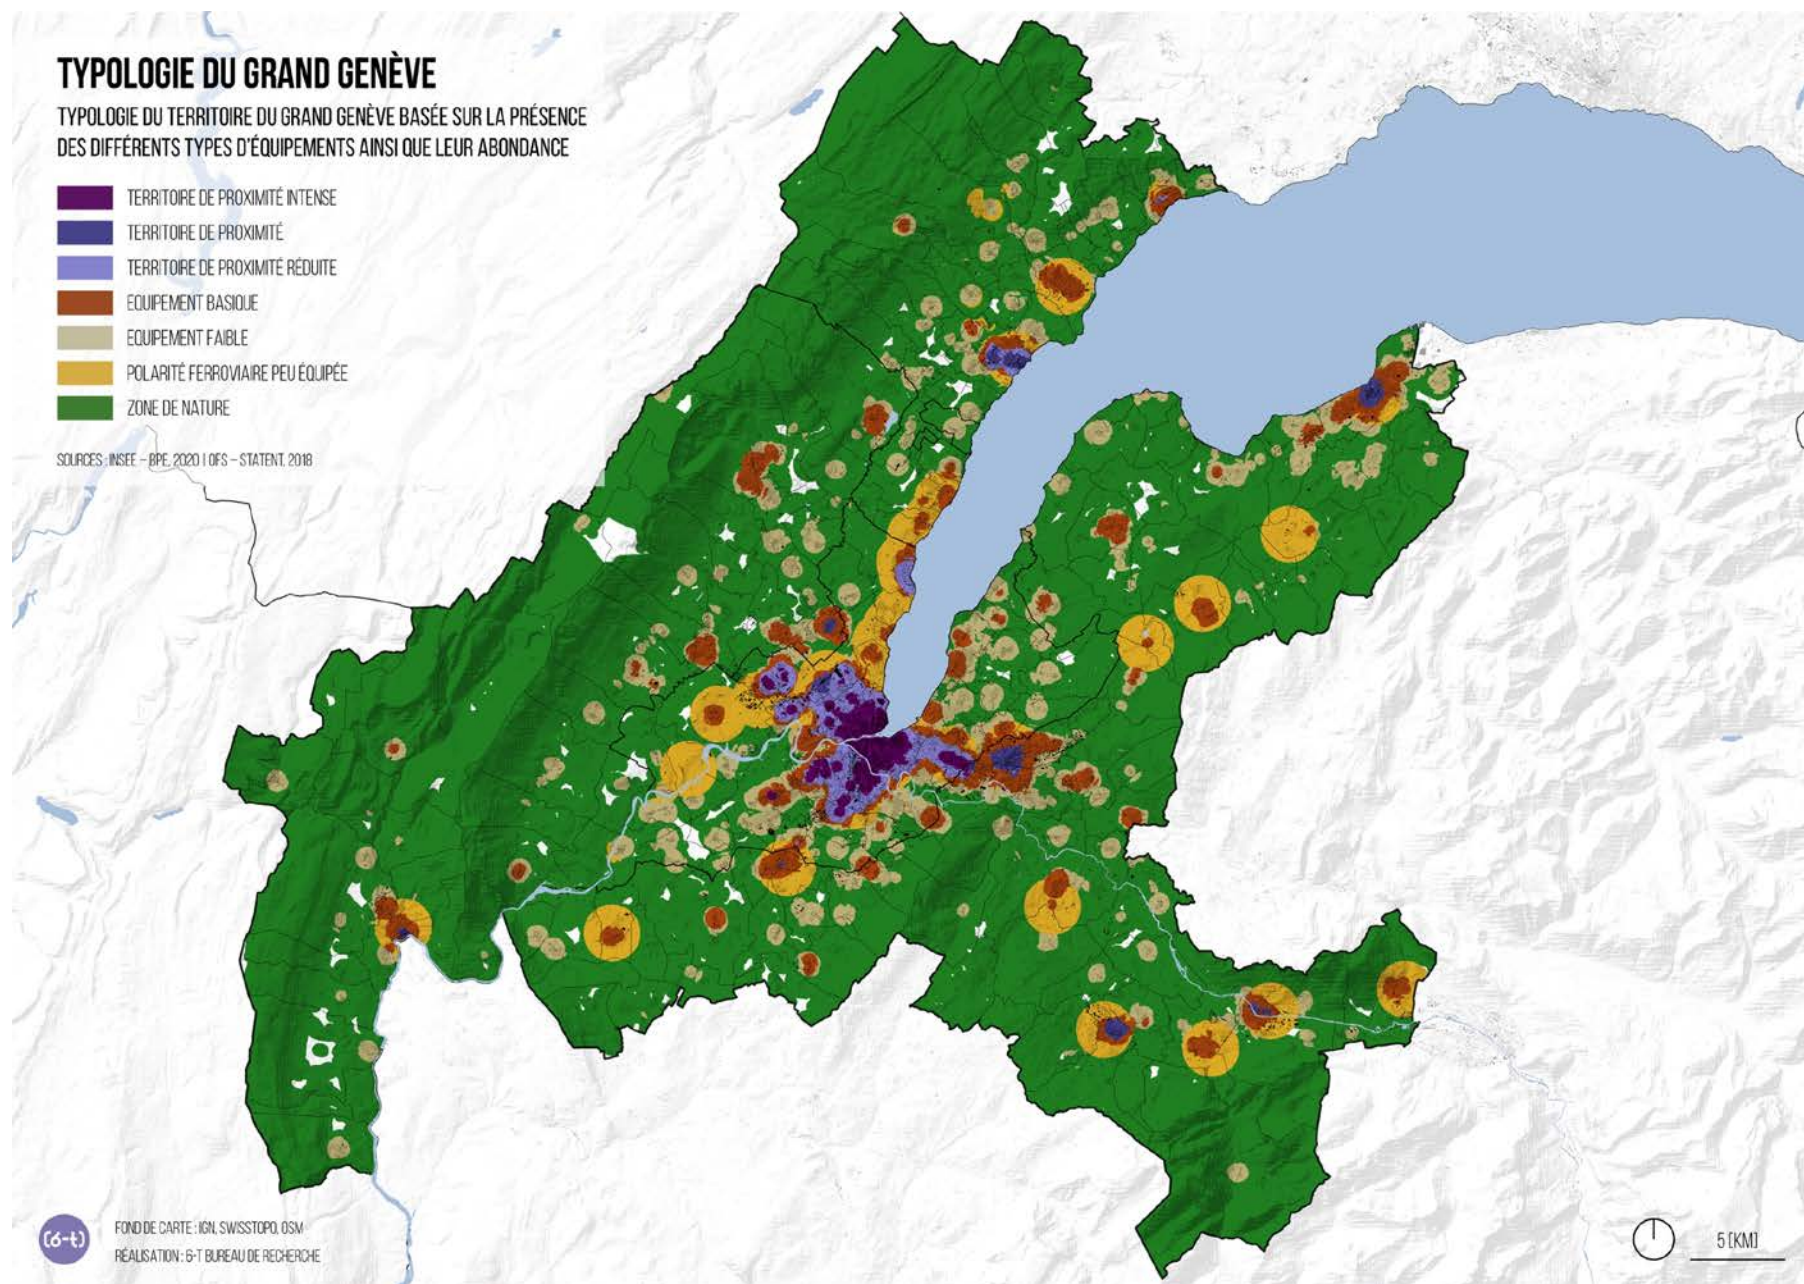 TYPOLOGIE DU GRAND GENÈVE
TYPOLOGIE DU TERRITOIRE DU GRAND GENÈVE BASÉE SUR LA PRÉSENCE
DES DIFFÉRENTS TYPES D'ÉQUIPEMENTS AINSI QUE LEUR ABONDANCE
TERRITOIRE DE PROXIMITÉ INTENSE
TERRITOIRE DE PROXIMITÉ
TERRITOIRE DE PROXIMITÉ RÉDUITE
EQUIPEMENT BASIQUE
EQUIPEMENT FAIBLE
POLARITÉ FERROVIAIRE PEU ÉQUIPÉE
ZONE DE NATURE
SOURCES : INSEE – BPE, 2020 | OFS – STATENT, 2018
(6-t)
FOND DE CARTE : IGN, SWISSTOPO, OSM
RÉALISATION : 6-T BUREAU DE RECHERCHE
5 [KM]